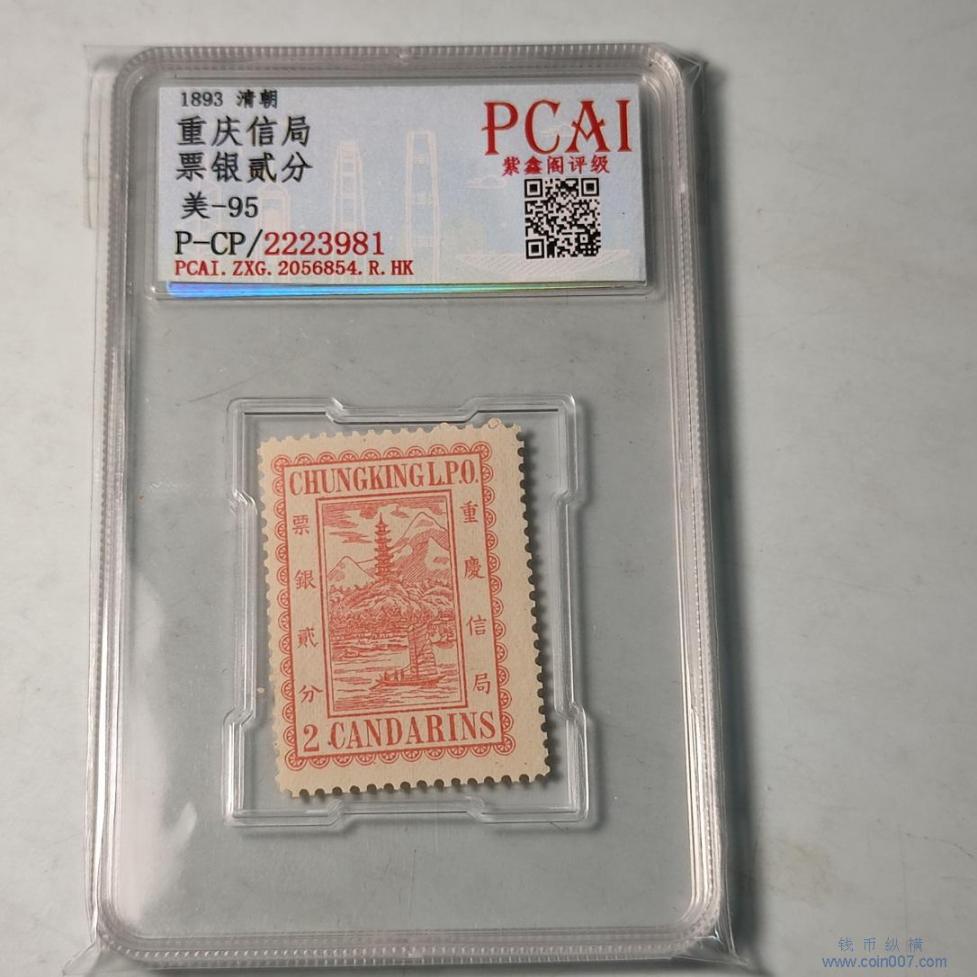 1893 清朝
重庆信局
票银贰分
美-95
P-CP/2223981
PCAI.ZXG.2056854.R.HK
PCAI
紫鑫阁评级
CHUNGKING L.P.O.
重慶信局
票銀貳分
2 CANDARINS
钱币纵横
www.coin007.com